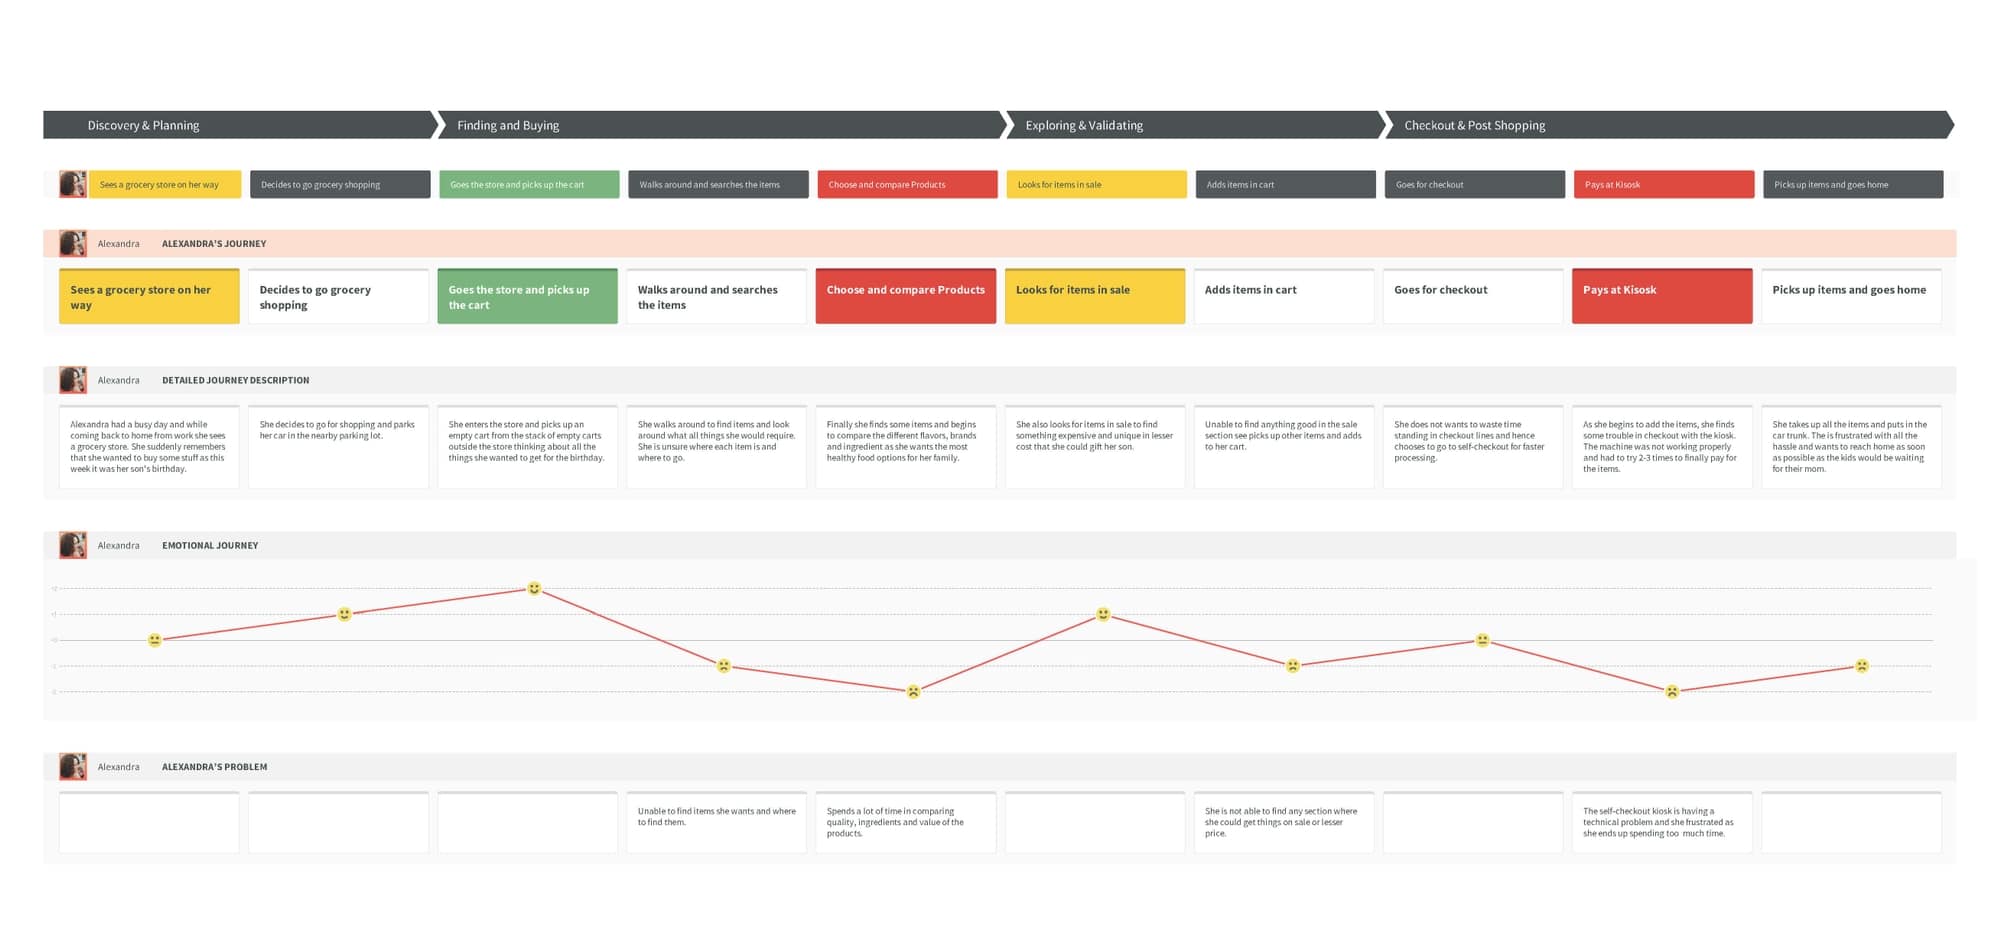 Discovery & Planning
Finding and Buying
Exploring & Validating
Checkout & Post Shopping
Sees a grocery store on her way
Decides to go grocery shopping
Goes the store and picks up the cart
Walks around and searches the items
Choose and compare Products
Looks for items in sale
Adds items in cart
Goes for checkout
Pays at Kisosk
Picks up items and goes home
Alexandra
ALEXANDRA'S JOURNEY
Sees a grocery store on her
way
Decides to go grocery
shopping
Goes the store and picks up
the cart
Walks around and searches
the items
Choose and compare Products
Looks for items in sale
Adds items in cart
Goes for checkout
Pays at Kisosk
Picks up items and goes home
Alexandra
DETAILED JOURNEY DESCRIPTION
Alexandra had a busy day and while
coming back to home from work she sees
a grocery store. She suddenly remembers
that she wanted to buy some stuff as this
week it was her son's birthday.
She decides to go for shopping and parks
her car in the nearby parking lot.
She enters the store and picks up an
empty cart from the stack of empty carts
outside the store thinking about all the
things she wanted to get for the birthday.
She walks around to find items and look
around what all things she would require.
She is unsure where each item is and
where to go.
Finally she finds some items and begins
to compare the different flavors, brands
and ingredient as she wants the most
healthy food options for her family.
She also looks for items in sale to find
something expensive and unique in lesser
cost that she could gift her son.
Unable to find anything good in the sale
section see picks up other items and adds
to her cart.
She does not wants to waste time
standing in checkout lines and hence
chooses to go to self-checkout for faster
processing.
As she begins to add the items, she finds
some trouble in checkout with the kiosk.
The machine was not working properly
and had to try 2-3 times to finally pay for
the items.
She takes up all the items and puts in the
car trunk. The is frustrated with all the
hassle and wants to reach home as soon
as possible as the kids would be waiting
for their mom.
Alexandra
EMOTIONAL JOURNEY
Alexandra
ALEXANDRA'S PROBLEM
Unable to find items she wants and where
to find them.
Spends a lot of time in comparing
quality, ingredients and value of the
products.
She is not able to find any section where
she could get things on sale or lesser
price.
The self-checkout kiosk is having a
technical problem and she frustrated as
she ends up spending too  much time.